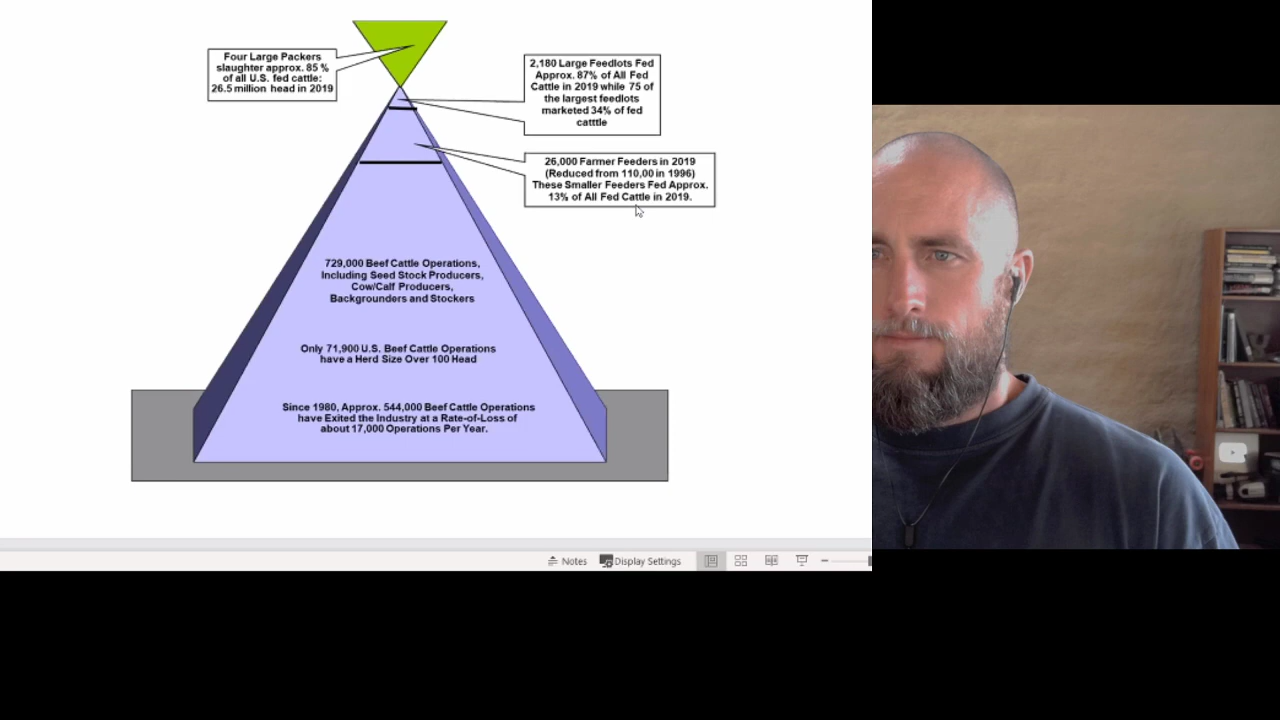 Four Large Packers
slaughter approx. 85 %
of all U.S. fed cattle:
26.5 million head in 2019
2,180 Large Feedlots Fed
Approx. 87% of All Fed
Cattle in 2019 while 75 of
the largest feedlots
marketed 34% of fed
catttle
26,000 Farmer Feeders in 2019
(Reduced from 110,00 in 1996)
These Smaller Feeders Fed Approx.
13% of All Fed Cattle in 2019.
729,000 Beef Cattle Operations,
Including Seed Stock Producers,
Cow/Calf Producers,
Backgrounders and Stockers
Only 71,900 U.S. Beef Cattle Operations
have a Herd Size Over 100 Head
Since 1980, Approx. 544,000 Beef Cattle Operations
have Exited the Industry at a Rate-of-Loss of
about 17,000 Operations Per Year.
Notes
Display Settings